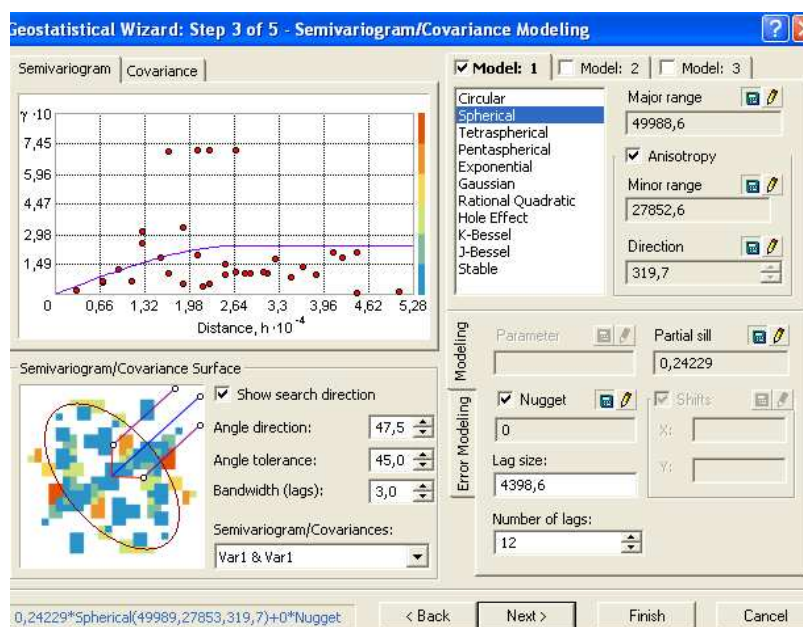 Geostatistical Wizard: Step 3 of 5 - Semivariogram/Covariance Modeling
Semivariogram
Covariance
γ·10
7,45
5,96
4,47
2,98
1,49
0
0,66
1,32
1,98
2,64
3,3
3,96
4,62
5,28
Distance, h·10⁻⁴
Semivariogram/Covariance Surface
Show search direction
Angle direction:
47,5
Angle tolerance:
45,0
Bandwidth (lags):
3,0
Semivariogram/Covariances:
Var1 & Var1
Model: 1
Model: 2
Model: 3
Circular
Spherical
Tetraspherical
Pentaspherical
Exponential
Gaussian
Rational Quadratic
Hole Effect
K-Bessel
J-Bessel
Stable
Major range
49988,6
Anisotropy
Minor range
27852,6
Direction
319,7
Modeling
Error Modeling
Parameter
Partial sill
0,24229
Nugget
0
Shifts
X:
Y:
Lag size:
4398,6
Number of lags:
12
0,24229*Spherical(49989,27853,319,7)+0*Nugget
< Back
Next >
Finish
Cancel